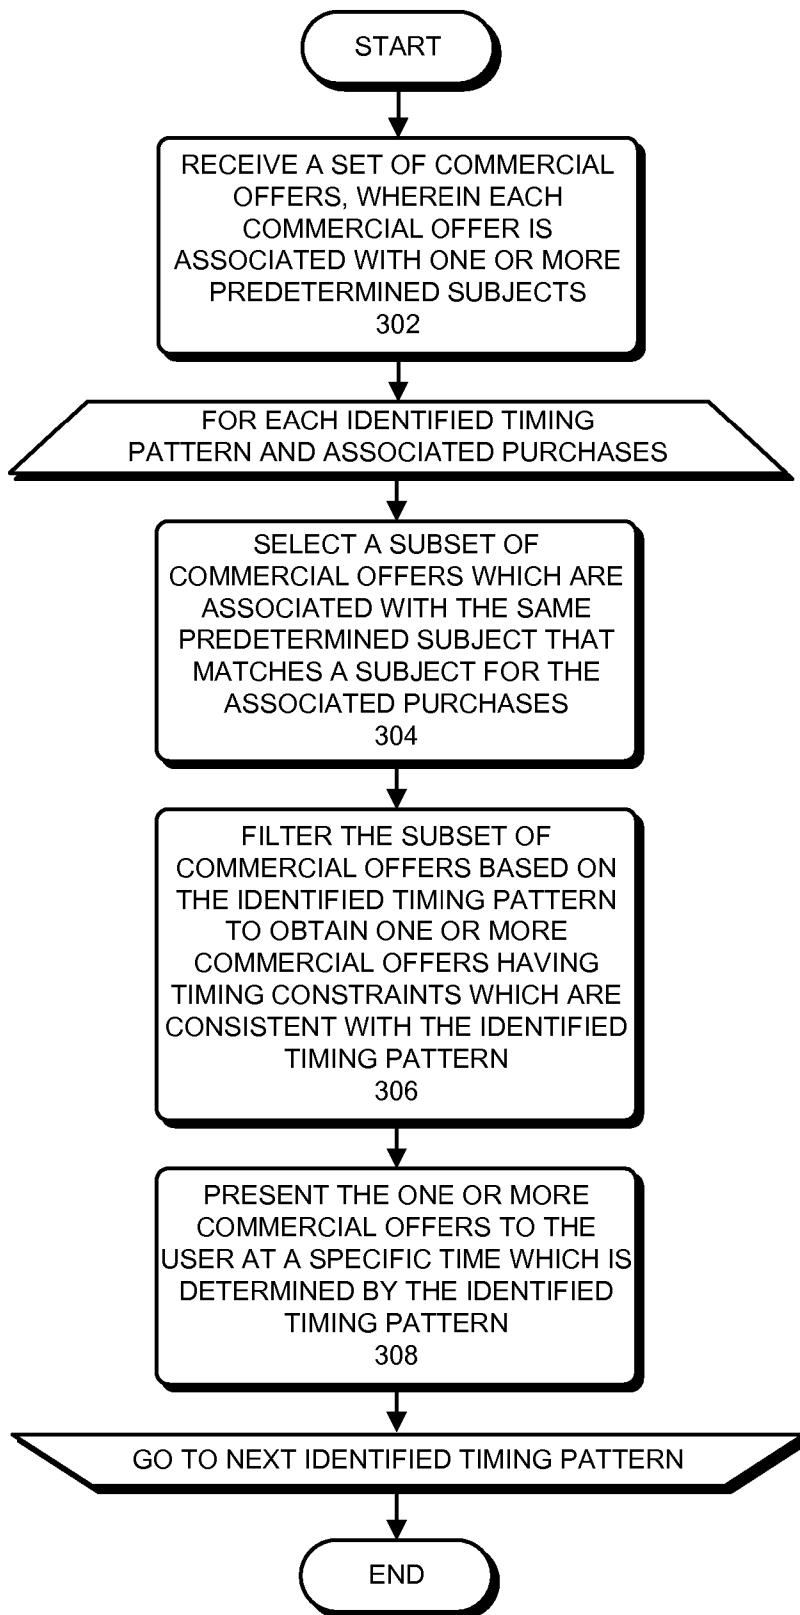 START
RECEIVE A SET OF COMMERCIAL
OFFERS, WHEREIN EACH
COMMERCIAL OFFER IS
ASSOCIATED WITH ONE OR MORE
PREDETERMINED SUBJECTS
302
FOR EACH IDENTIFIED TIMING
PATTERN AND ASSOCIATED PURCHASES
SELECT A SUBSET OF
COMMERCIAL OFFERS WHICH ARE
ASSOCIATED WITH THE SAME
PREDETERMINED SUBJECT THAT
MATCHES A SUBJECT FOR THE
ASSOCIATED PURCHASES
304
FILTER THE SUBSET OF
COMMERCIAL OFFERS BASED ON
THE IDENTIFIED TIMING PATTERN
TO OBTAIN ONE OR MORE
COMMERCIAL OFFERS HAVING
TIMING CONSTRAINTS WHICH ARE
CONSISTENT WITH THE IDENTIFIED
TIMING PATTERN
306
PRESENT THE ONE OR MORE
COMMERCIAL OFFERS TO THE
USER AT A SPECIFIC TIME WHICH IS
DETERMINED BY THE IDENTIFIED
TIMING PATTERN
308
GO TO NEXT IDENTIFIED TIMING PATTERN
END